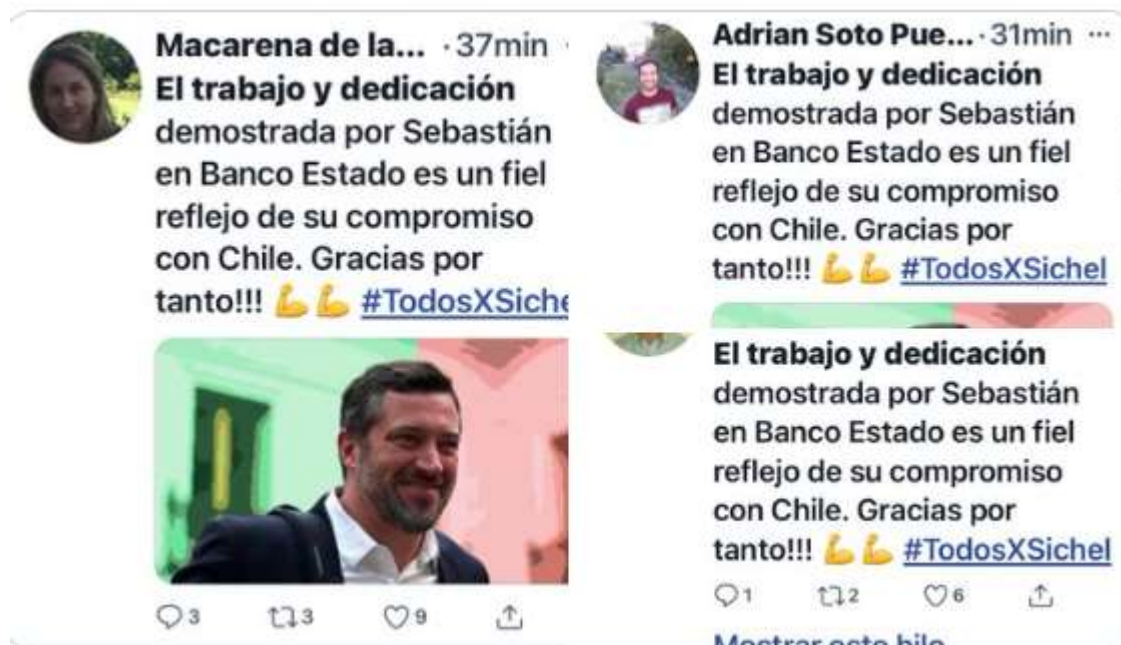 Macarena de la... ·37min
El trabajo y dedicación
demostrada por Sebastián
en Banco Estado es un fiel
reflejo de su compromiso
con Chile. Gracias por
tanto!!! 💪💪 #TodosXSiche
3 3 9
Adrian Soto Pue... · 31min ...
El trabajo y dedicación
demostrada por Sebastián
en Banco Estado es un fiel
reflejo de su compromiso
con Chile. Gracias por
tanto!!! 💪💪 #TodosXSichel
El trabajo y dedicación
demostrada por Sebastián
en Banco Estado es un fiel
reflejo de su compromiso
con Chile. Gracias por
tanto!!! 💪💪 #TodosXSichel
1 2 6
Mostrar este hilo